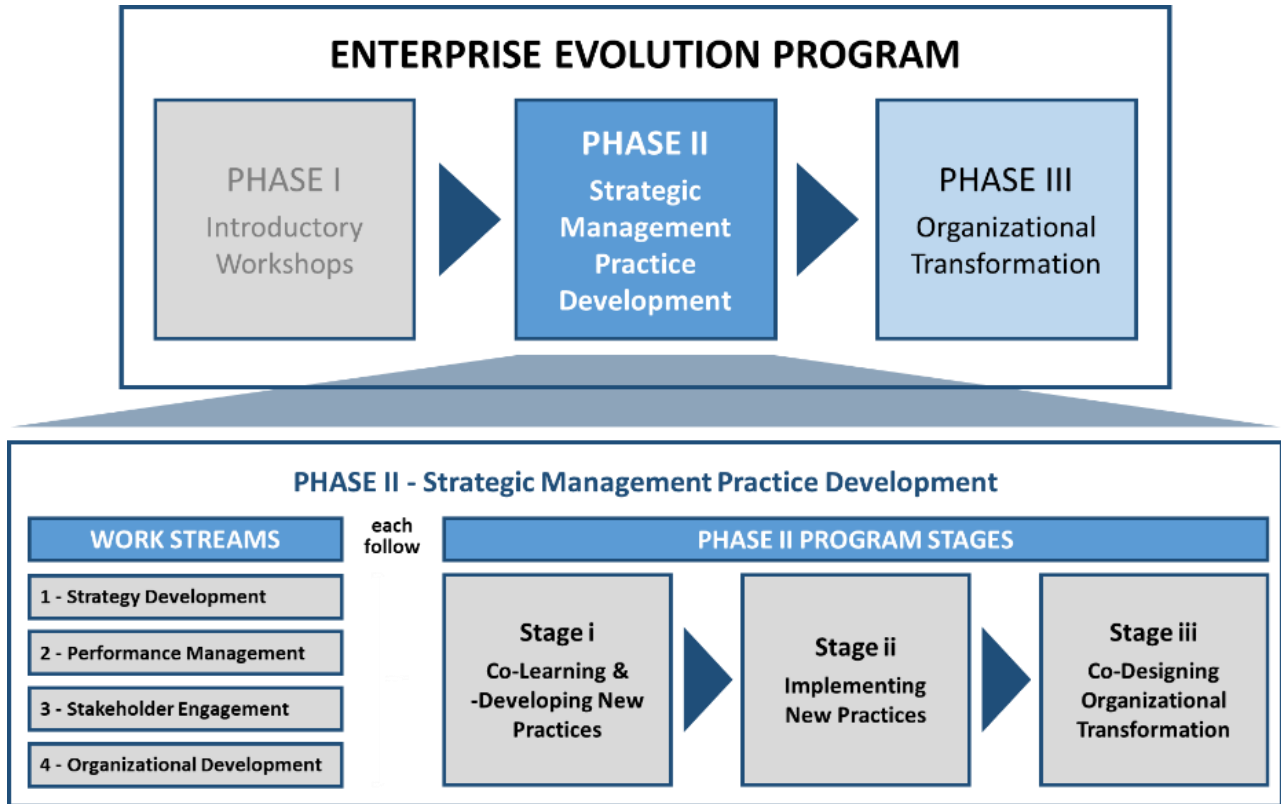 ENTERPRISE EVOLUTION PROGRAM
PHASE I
Introductory
Workshops
PHASE II
Strategic
Management
Practice
Development
PHASE III
Organizational
Transformation
PHASE II - Strategic Management Practice Development
WORK STREAMS
1 - Strategy Development
2 - Performance Management
3 - Stakeholder Engagement
4 - Organizational Development
each
follow
PHASE II PROGRAM STAGES
Stage i
Co-Learning &
-Developing New
Practices
Stage ii
Implementing
New Practices
Stage iii
Co-Designing
Organizational
Transformation